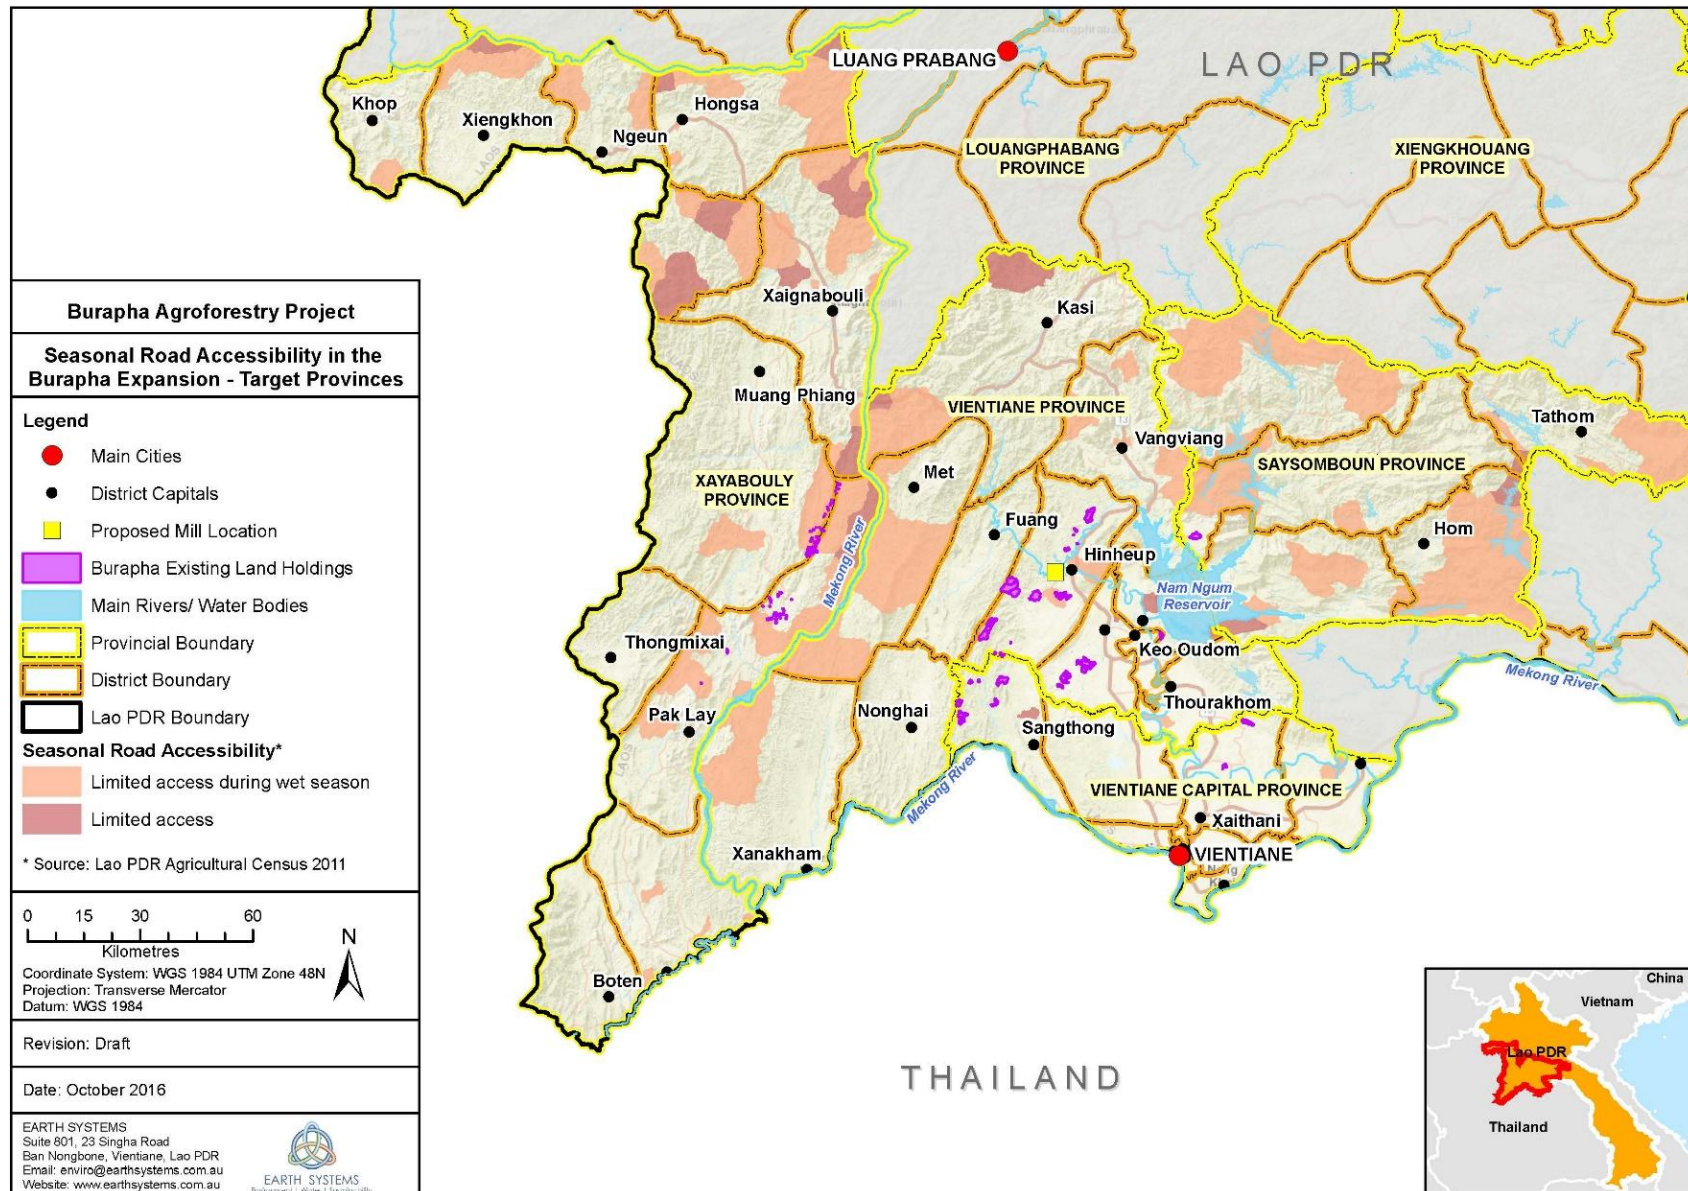 LUANG PRABANG
LAO PDR
Khop
Xiengkhon
Ngeun
Hongsa
LOUANGPHABANG
PROVINCE
XIENGKHOUANG
PROVINCE
Xaignabouli
Kasi
Muang Phiang
VIENTIANE PROVINCE
Tathom
Vangviang
SAYSOMBOUN PROVINCE
XAYABOULY
PROVINCE
Met
Fuang
Hom
Hinheup
Mekong River
Nam Ngum
Reservoir
Thongmixai
Keo Oudom
Mekong River
Pak Lay
Nonghai
Thourakhom
Sangthong
Mekong River
VIENTIANE CAPITAL PROVINCE
Xaithani
Xanakham
VIENTIANE
Boten
THAILAND
LAOS
13
Burapha Agroforestry Project
Seasonal Road Accessibility in the
Burapha Expansion - Target Provinces
Legend
Main Cities
District Capitals
Proposed Mill Location
Burapha Existing Land Holdings
Main Rivers/ Water Bodies
Provincial Boundary
District Boundary
Lao PDR Boundary
Seasonal Road Accessibility*
Limited access during wet season
Limited access
* Source: Lao PDR Agricultural Census 2011
0 15 30 60
Kilometres
N
Coordinate System: WGS 1984 UTM Zone 48N
Projection: Transverse Mercator
Datum: WGS 1984
Revision: Draft
Date: October 2016
EARTH SYSTEMS
Suite 801, 23 Singha Road
Ban Nongbone, Vientiane, Lao PDR
Email: enviro@earthsystems.com.au
Website: www.earthsystems.com.au
EARTH SYSTEMS
China
Vietnam
Lao PDR
Thailand